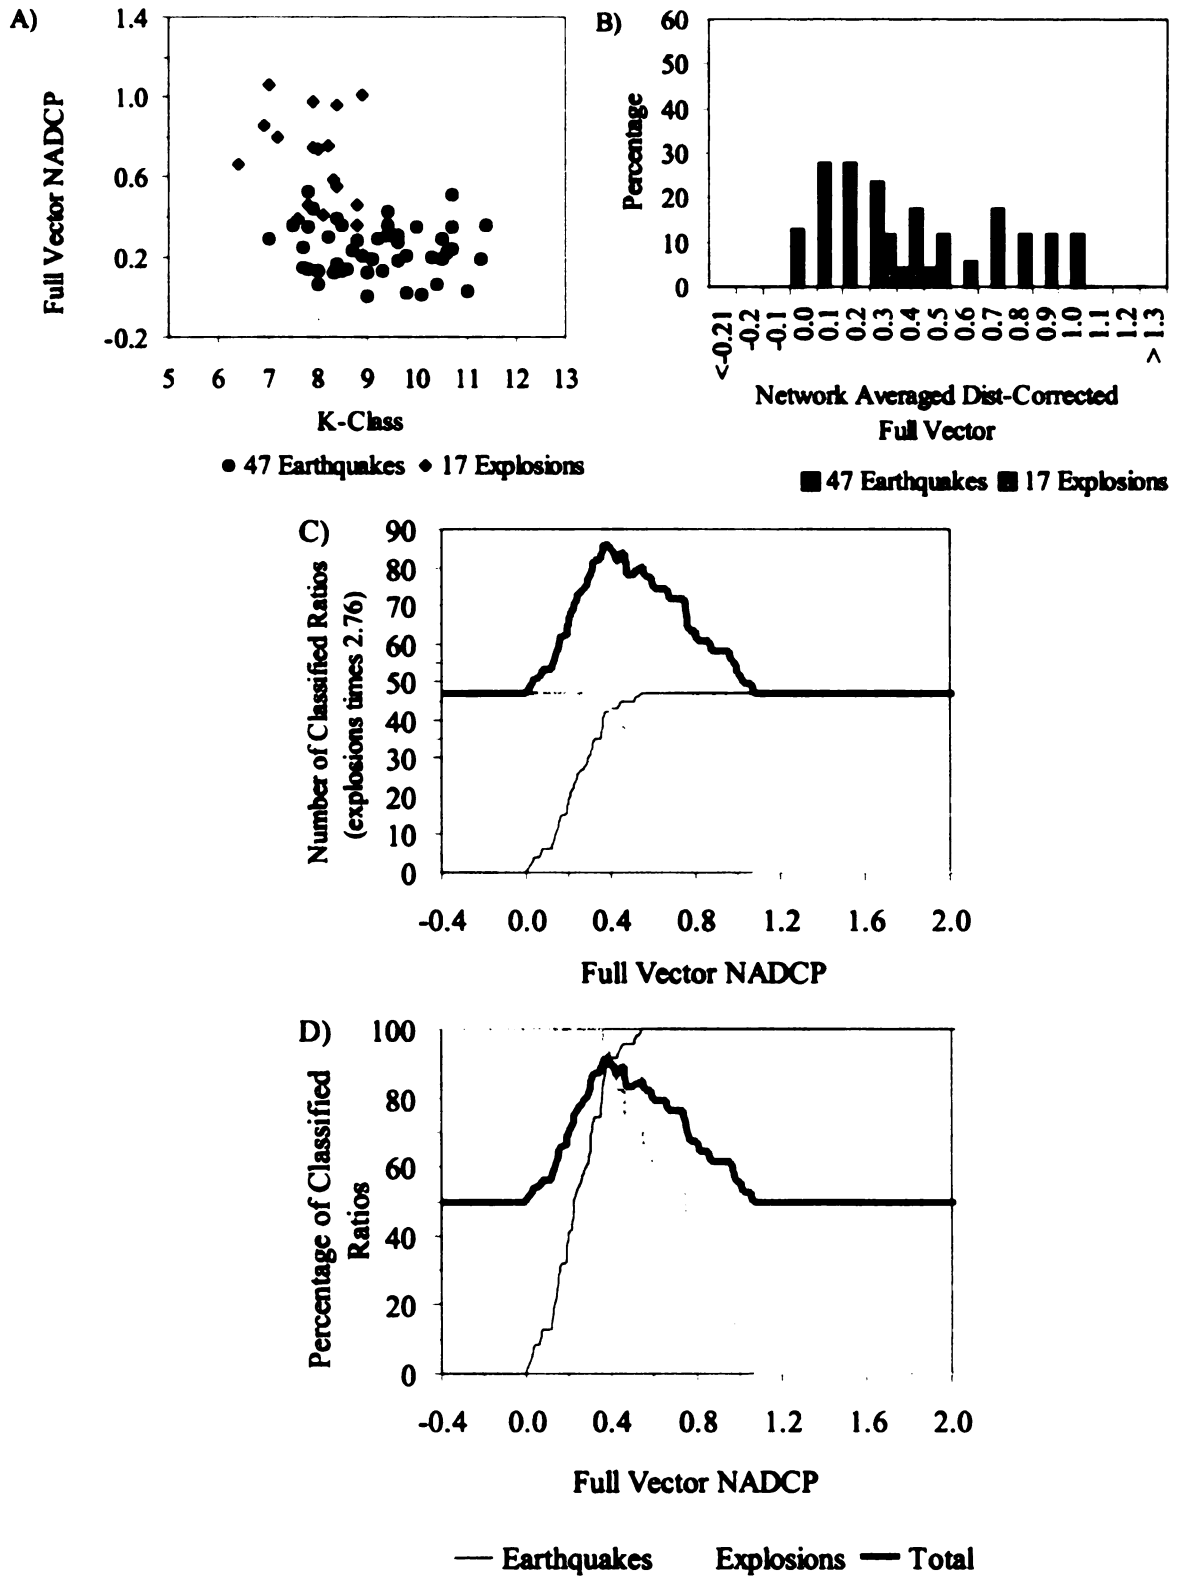 A)
1.4
1.0
0.6
0.2
-0.2
Full Vector NADCP
5 6 7 8 9 10 11 12 13
K-Class
47 Earthquakes 17 Explosions
B)
60
50
40
30
20
10
0
Percentage
<-0.21 -0.2 -0.1 0.0 0.1 0.2 0.3 0.4 0.5 0.6 0.7 0.8 0.9 1.0 1.1 1.2 > 1.3
Network Averaged Dist-Corrected
Full Vector
47 Earthquakes 17 Explosions
C)
90
80
70
60
50
40
30
20
10
0
Number of Classified Ratios
(explosions times 2.76)
-0.4 0.0 0.4 0.8 1.2 1.6 2.0
Full Vector NADCP
D)
100
80
60
40
20
0
Percentage of Classified
Ratios
-0.4 0.0 0.4 0.8 1.2 1.6 2.0
Full Vector NADCP
Earthquakes Explosions Total